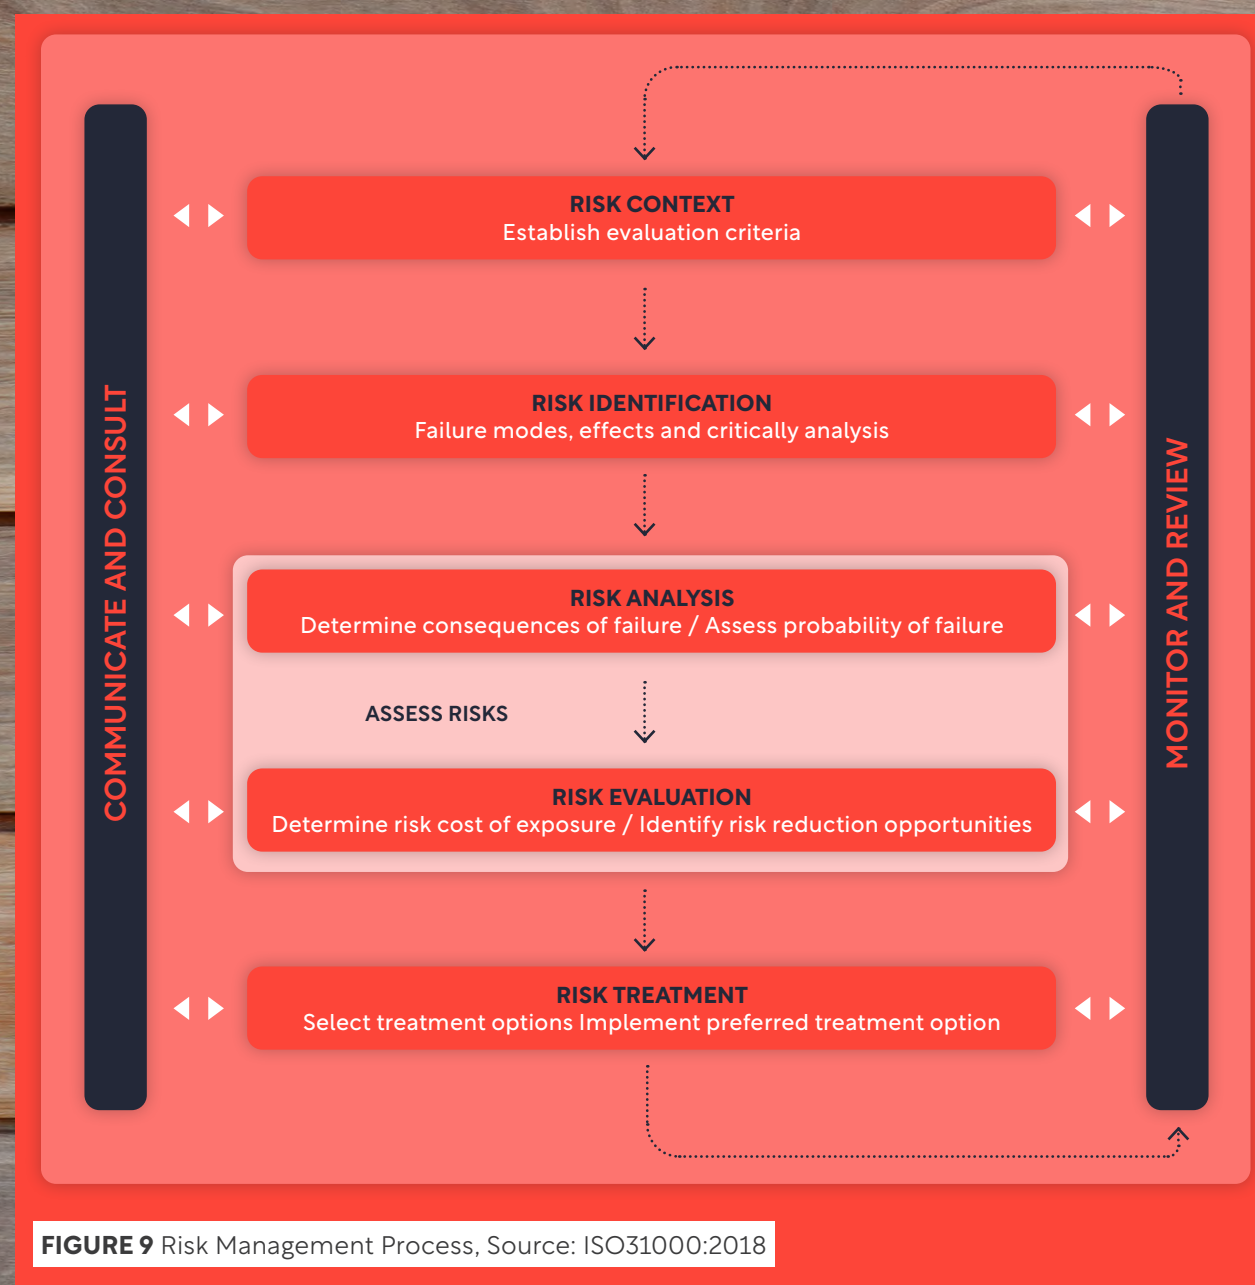 RISK CONTEXT
Establish evaluation criteria
RISK IDENTIFICATION
Failure modes, effects and critically analysis
RISK ANALYSIS
Determine consequences of failure / Assess probability of failure
ASSESS RISKS
RISK EVALUATION
Determine risk cost of exposure / Identify risk reduction opportunities
RISK TREATMENT
Select treatment options Implement preferred treatment option
COMMUNICATE AND CONSULT
MONITOR AND REVIEW
FIGURE 9 Risk Management Process, Source: ISO31000:2018